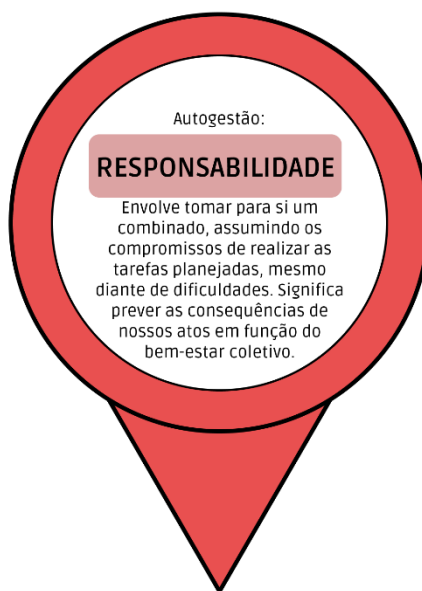 Autogestão:
RESPONSABILIDADE
Envolve tomar para si um
combinado, assumindo os
compromissos de realizar as
tarefas planejadas, mesmo
diante de dificuldades. Significa
prever as consequências de
nossos atos em função do
bem-estar coletivo.